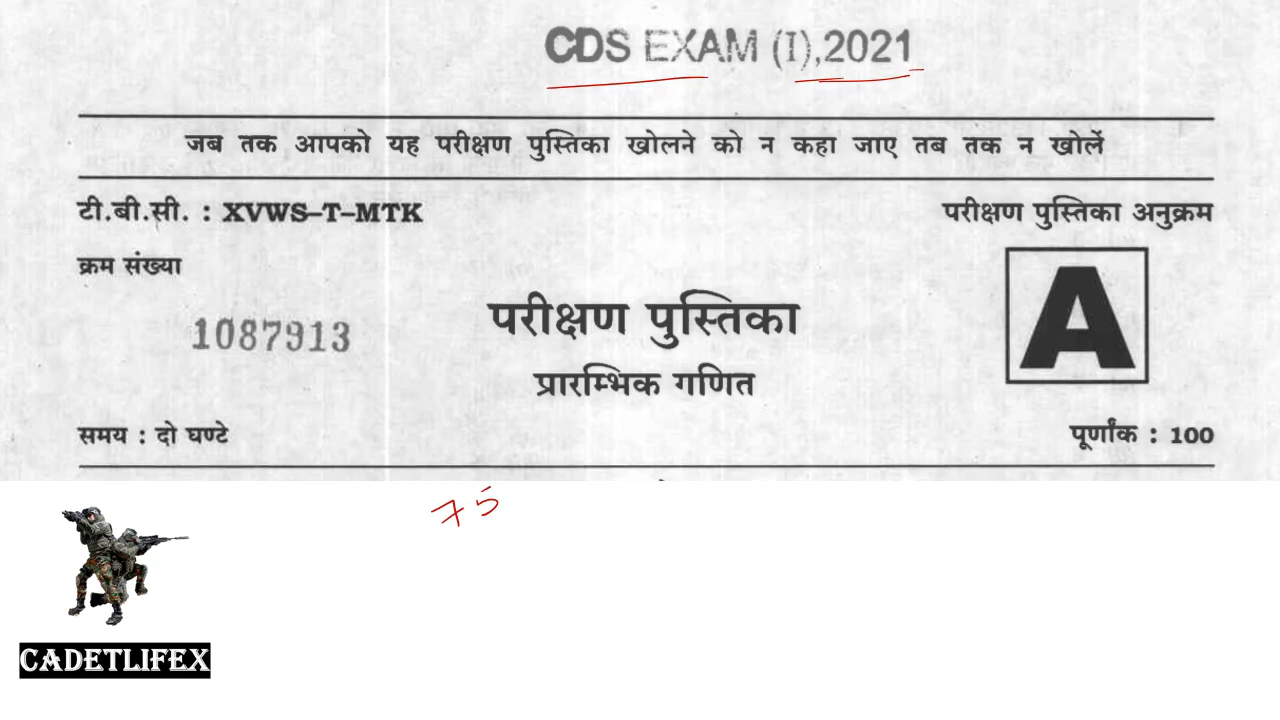 CDS EXAM (I),2021
जब तक आपको यह परीक्षण पुस्तिका खोलने को न कहा जाए तब तक न खोलें
टी.बी.सी. : XVWS–T–MTK
परीक्षण पुस्तिका अनुक्रम
क्रम संख्या
A
1087913
परीक्षण पुस्तिका
प्रारम्भिक गणित
समय : दो घण्टे
पूर्णांक : 100
75
CADETLIFEX